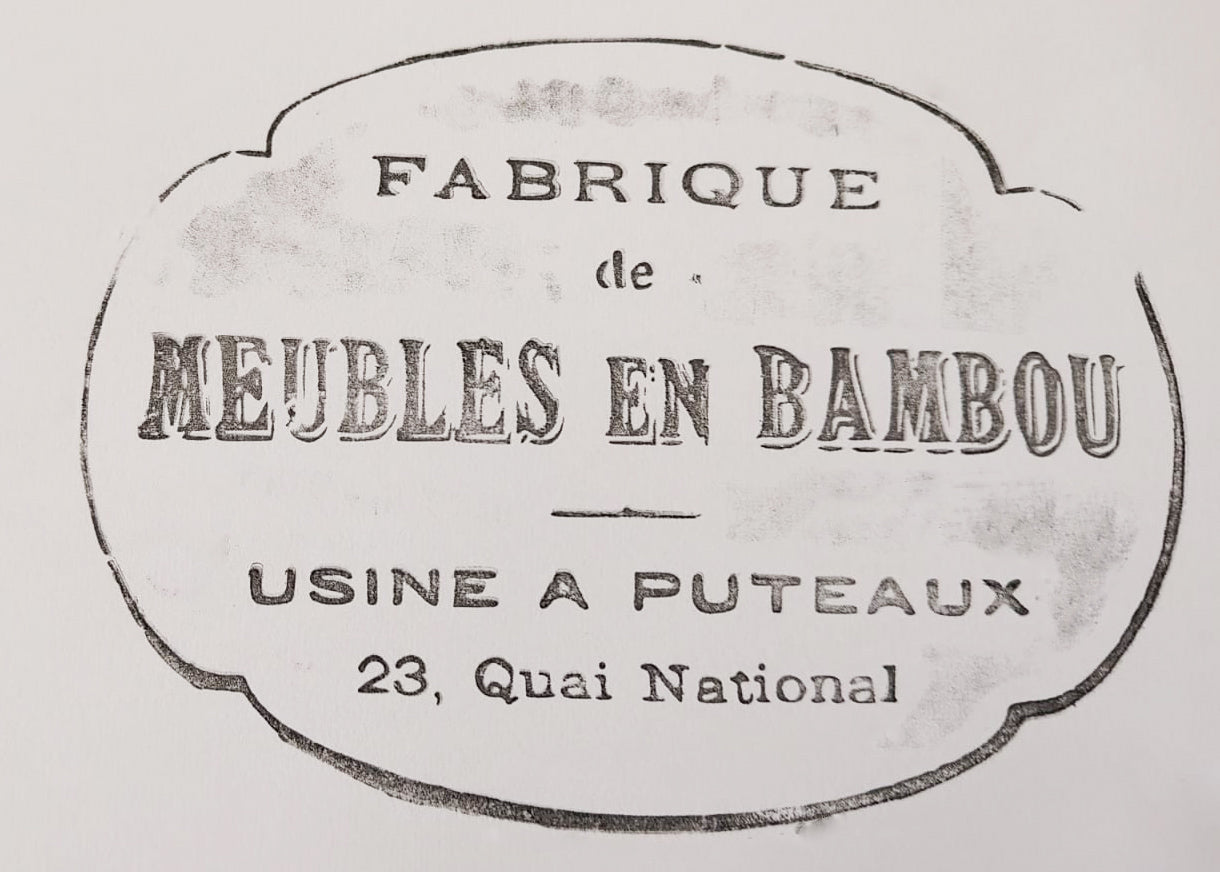 FABRIQUE
de
MEUBLES EN BAMBOU
USINE A PUTEAUX
23, Quai National